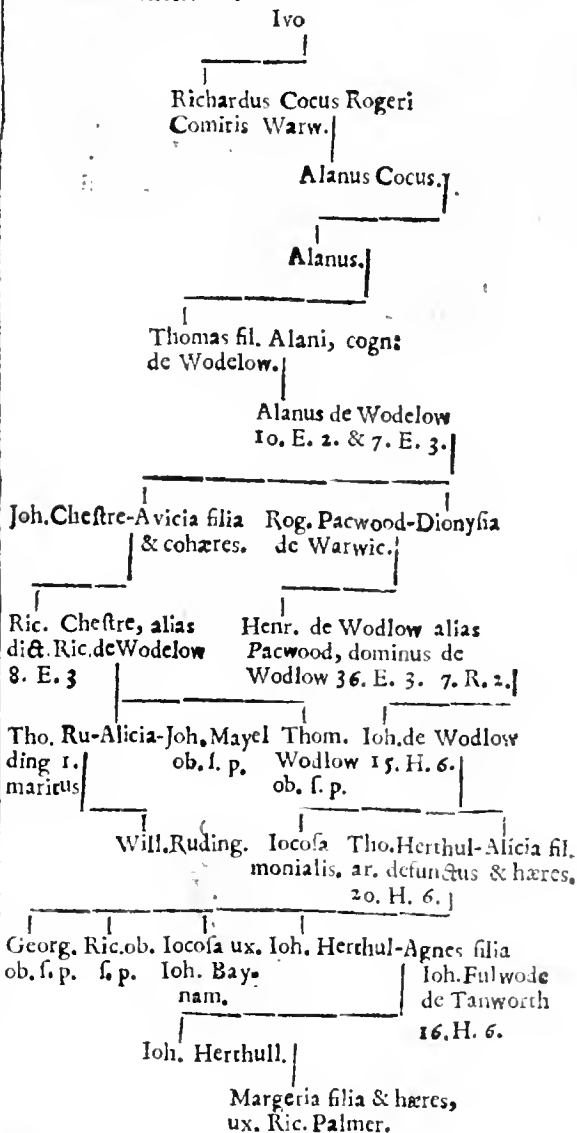 Ivo
Richardus Cocus Rogeri
Comitis Warw.
Alanus Cocus.
Alanus.
Thomas fil. Alani, cogn:
de Wodelow.
Alanus de Wodelow
10. E. 2. & 7. E. 3.
Joh.Cheſtre-Avicia filia Rog. Pacwood-Dionyſia
& cohæres. de Warwic.
Ric. Cheſtre, alias Henr. de Wodlow alias
dict. Ric.deWodelow Pacwood, dominus de
8. E. 3 Wodlow 36. E. 3. 7. R. 2.
Tho. Ru-Alicia-Joh. Mayel Thom. Ioh.de Wodlow
ding 1. ob. ſ. p. Wodlow 15. H. 6.
maritus ob. ſ. p.
Will.Ruding. Iocoſa Tho.Herthul-Alicia fil.
monialis. ar. defunctus & hæres.
20. H. 6.
Georg. Ric.ob. Iocoſa ux. Ioh. Herthul-Agnes filia
ob. ſ. p. ſ. p. Ioh. Bay- Ioh.Fulwode
nam. de Tanworth
16. H. 6.
Ioh. Herthull.
Margeria filia & hæres,
ux. Ric. Palmer.